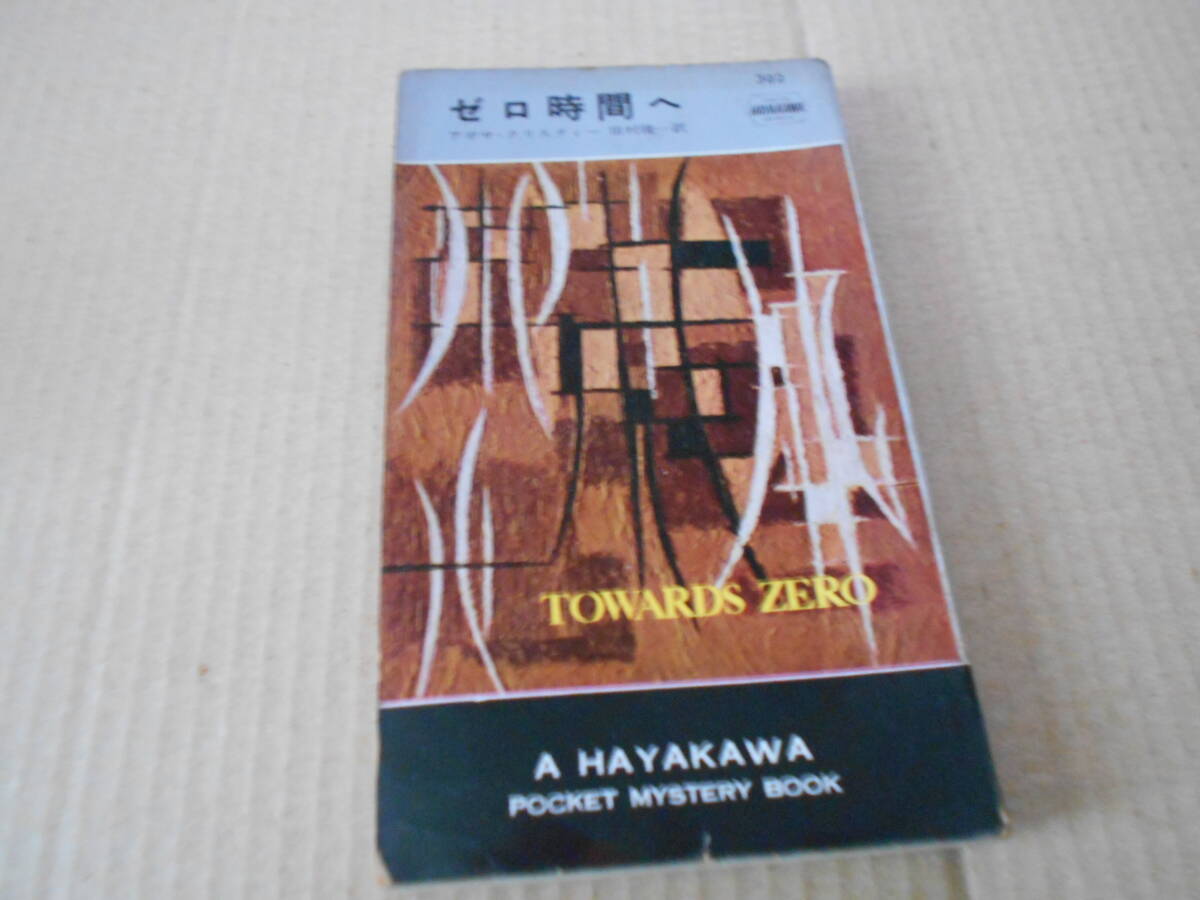 ゼロ時間へ
アガサ・クリスティー 田村隆一訳
TOWARDS ZERO
A HAYAKAWA
POCKET MYSTERY BOOK